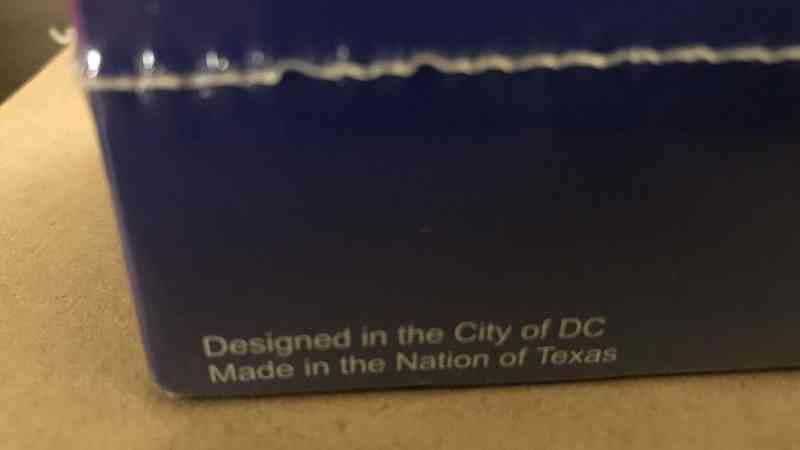 Designed in the City of DC
Made in the Nation of Texas